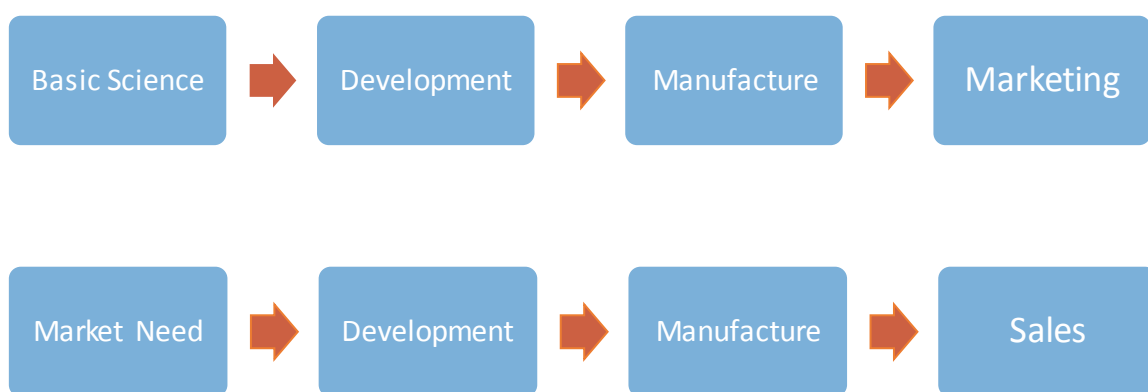 Basic Science
Development
Manufacture
Marketing
Market Need
Development
Manufacture
Sales